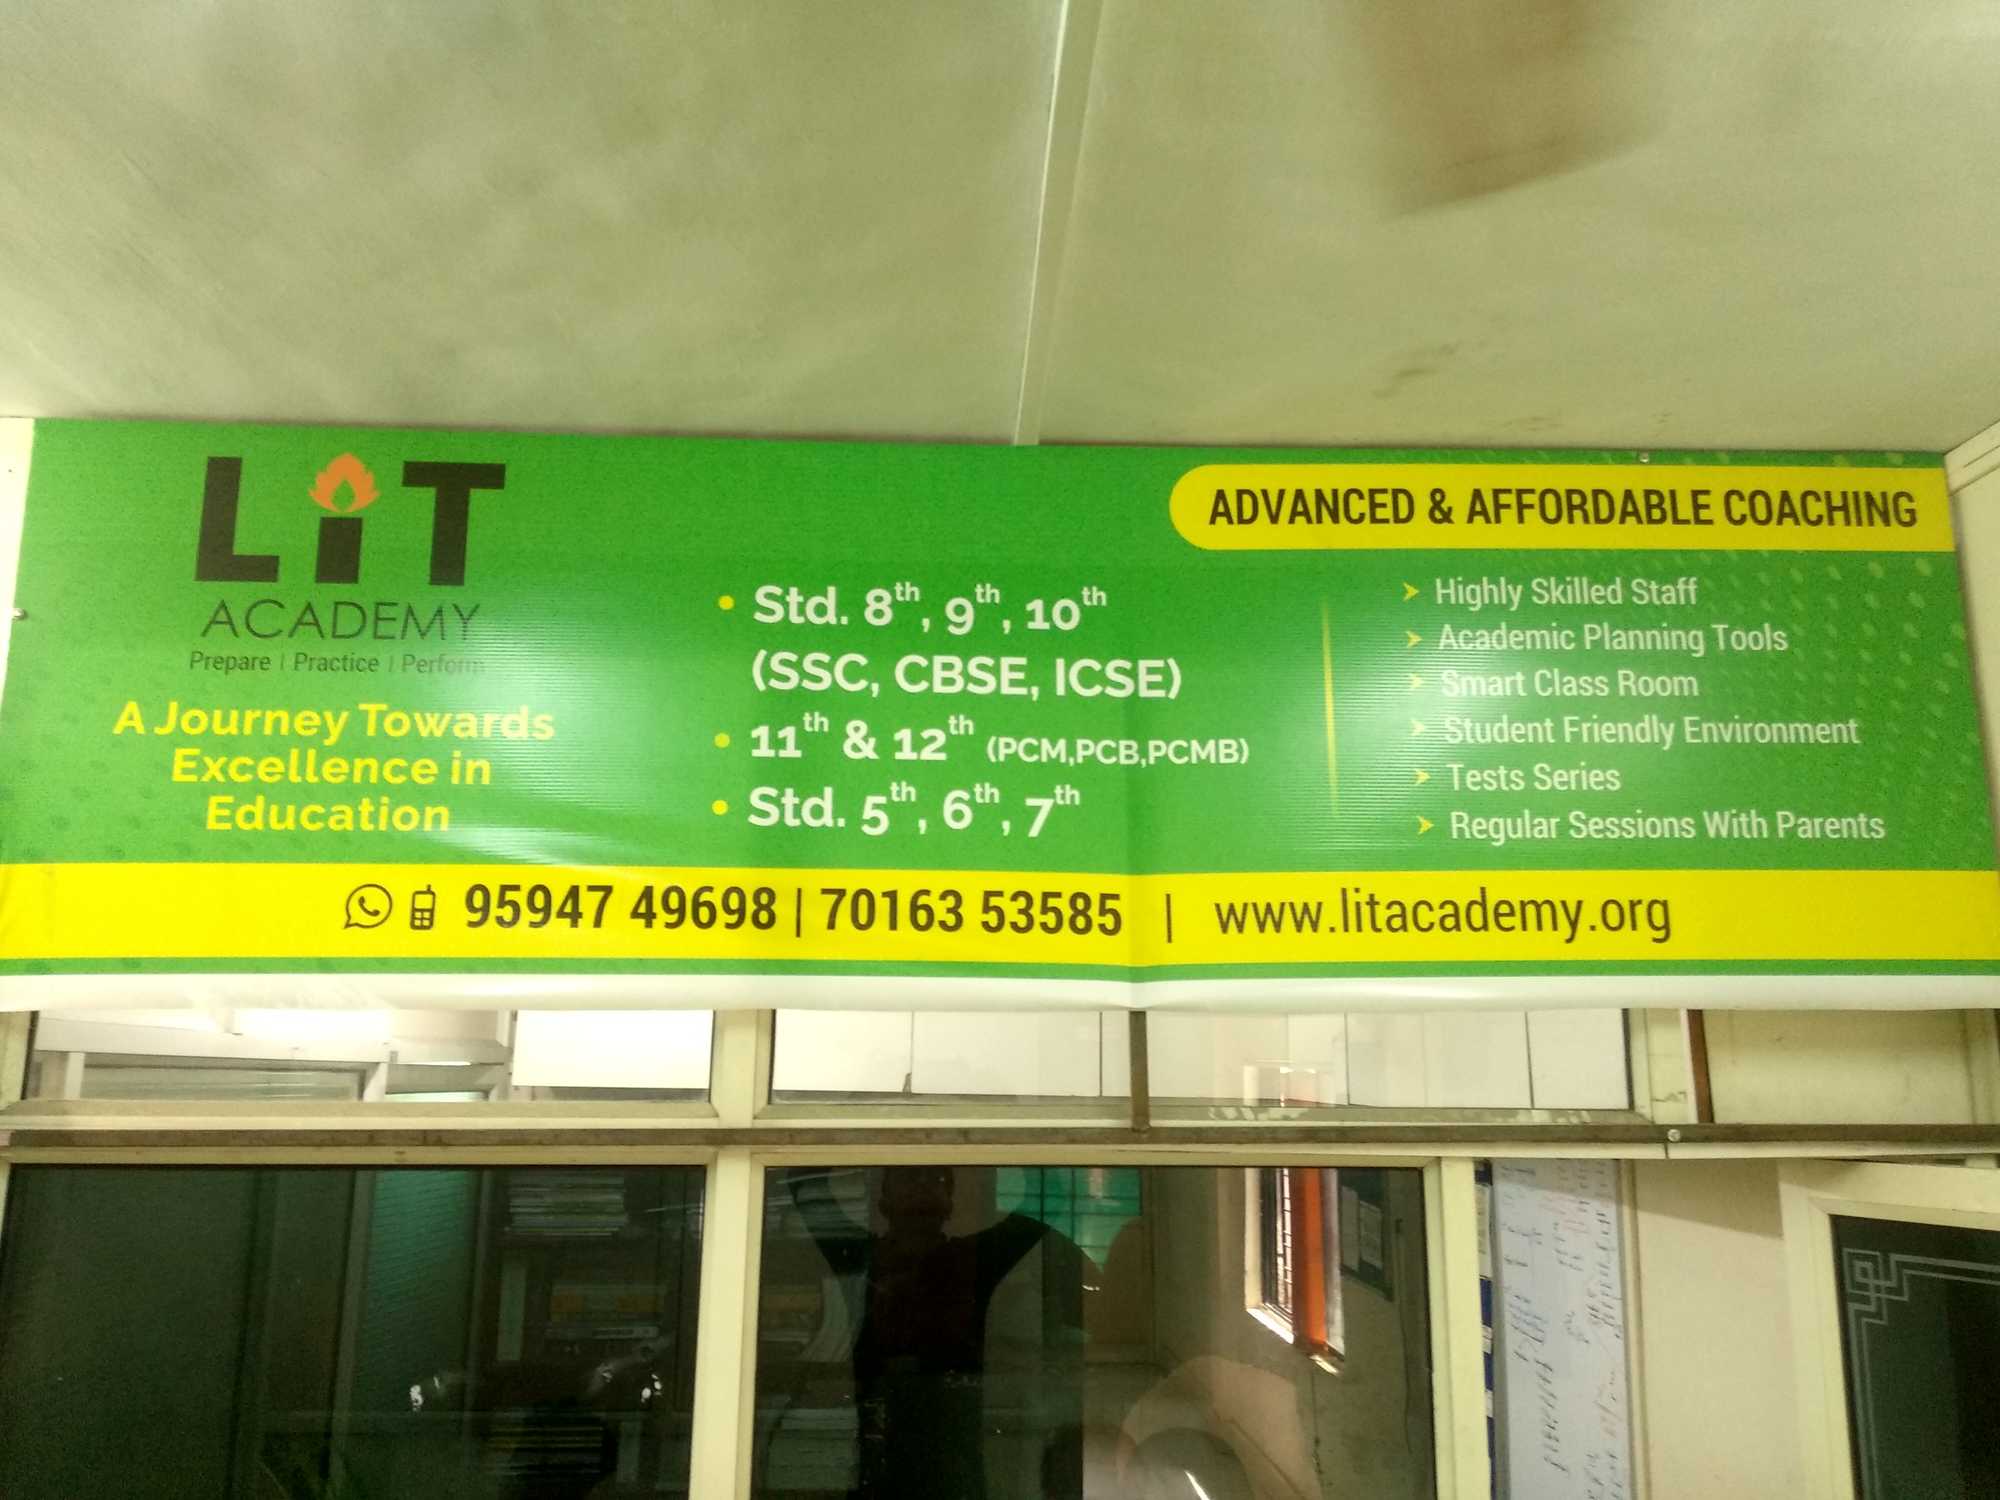 LiT
ACADEMY
Prepare | Practice | Perform
A Journey Towards
Excellence in
Education
• Std. 8th, 9th, 10th
(SSC, CBSE, ICSE)
• 11th & 12th (PCM,PCB,PCMB)
• Std. 5th, 6th, 7th
ADVANCED & AFFORDABLE COACHING
➤ Highly Skilled Staff
➤ Academic Planning Tools
➤ Smart Class Room
➤ Student Friendly Environment
➤ Tests Series
➤ Regular Sessions With Parents
95947 49698 | 70163 53585 | www.litacademy.org